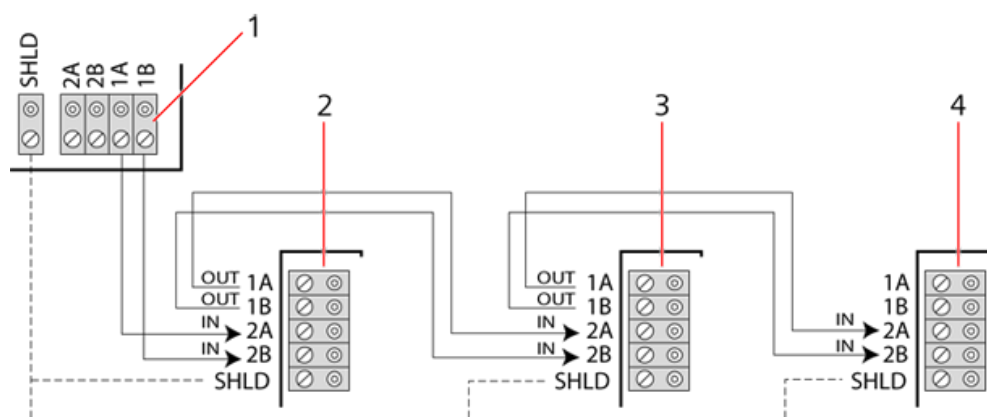 1
SHLD
2A
2B
1A
1B
2
3
4
OUT 1A
OUT 1B
IN 2A
IN 2B
SHLD
OUT 1A
OUT 1B
IN 2A
IN 2B
SHLD
1A
1B
IN 2A
IN 2B
SHLD